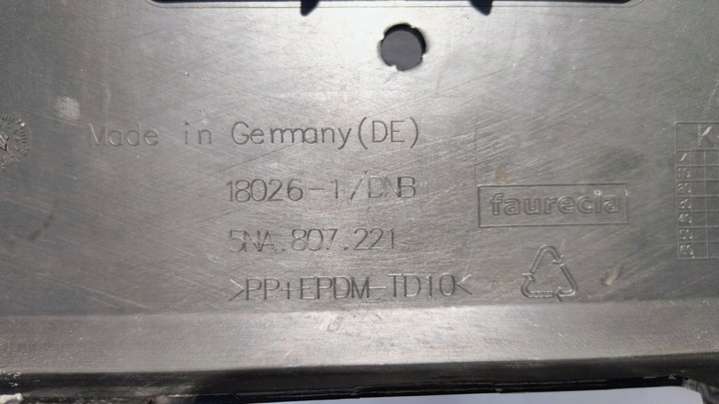 Made in Germany(DE)
18026-1/DNB
faurecia
5NA.807.221
>PP+EPDM-TD10<
K